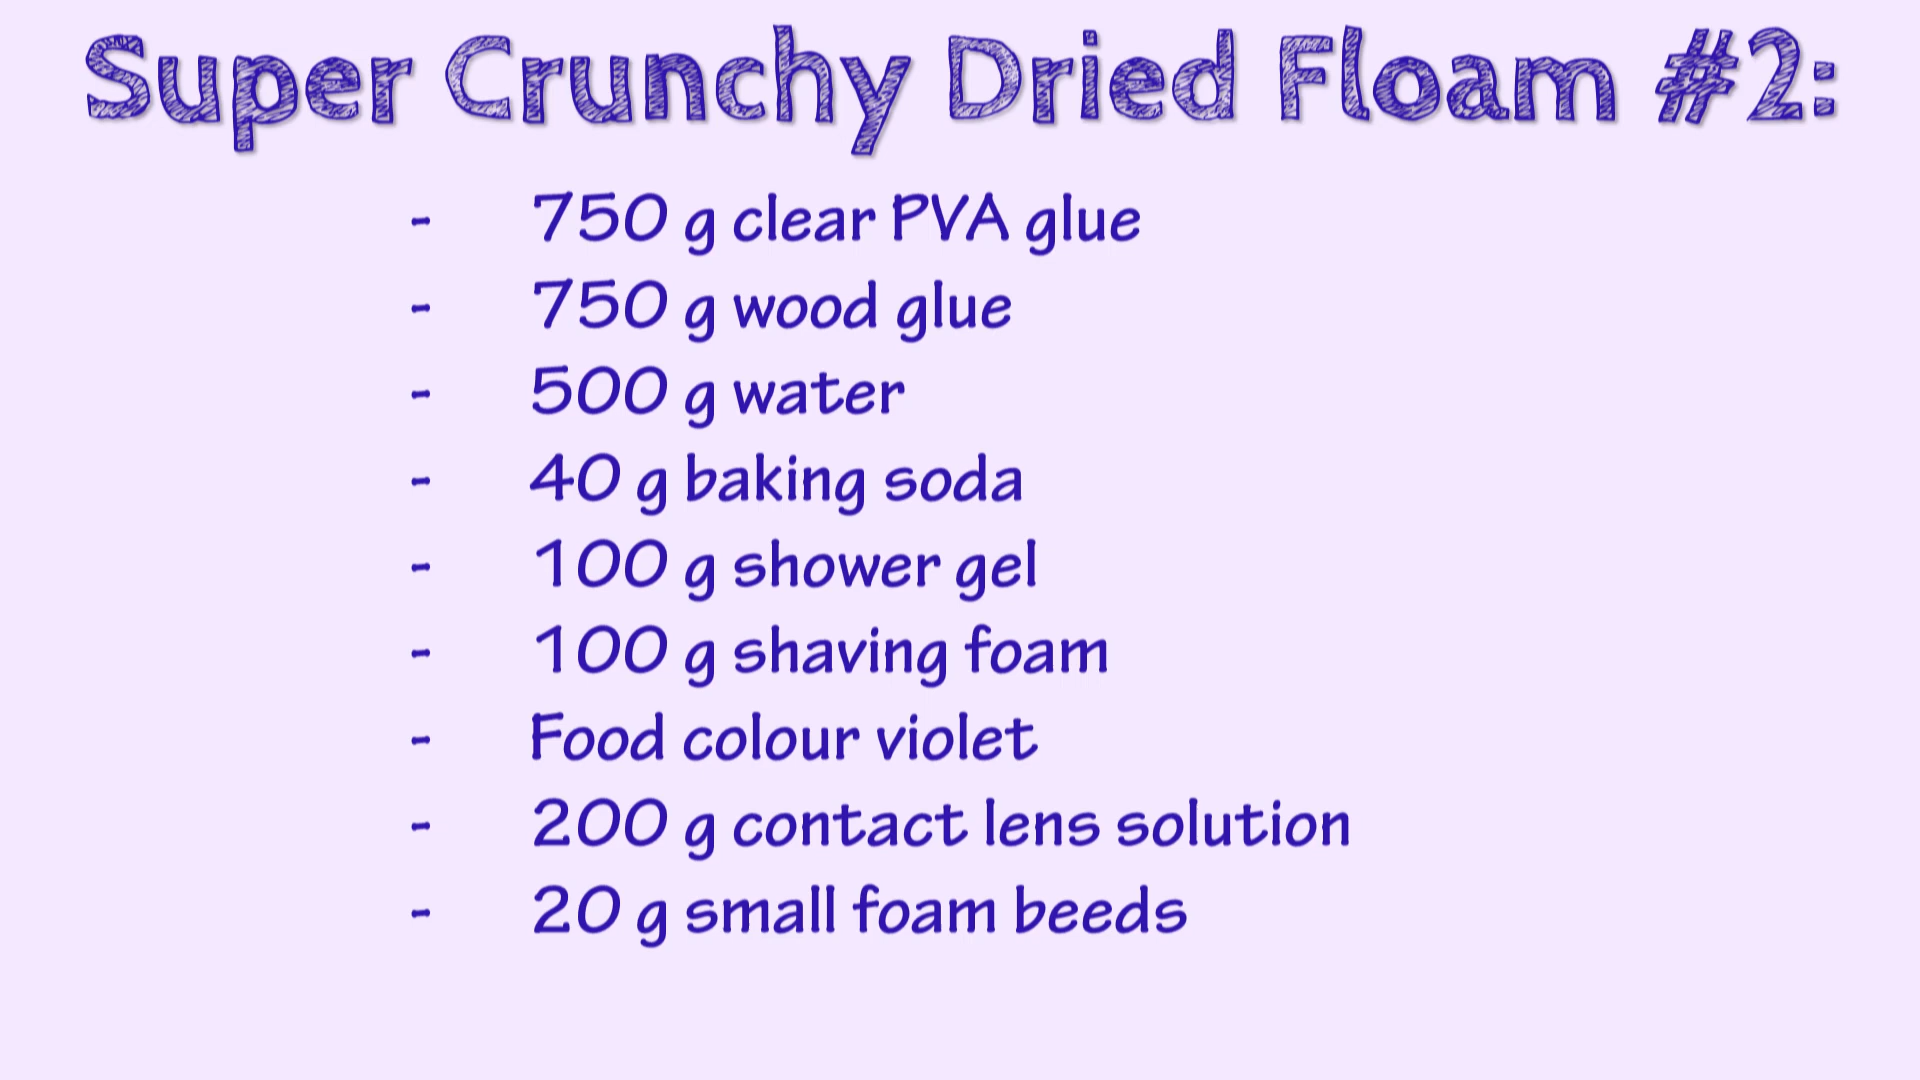 Super Crunchy Dried Floam #2:
- 750 g clear PVA glue
- 750 g wood glue
- 500 g water
- 40 g baking soda
- 100 g shower gel
- 100 g shaving foam
- Food colour violet
- 200 g contact lens solution
- 20 g small foam beeds